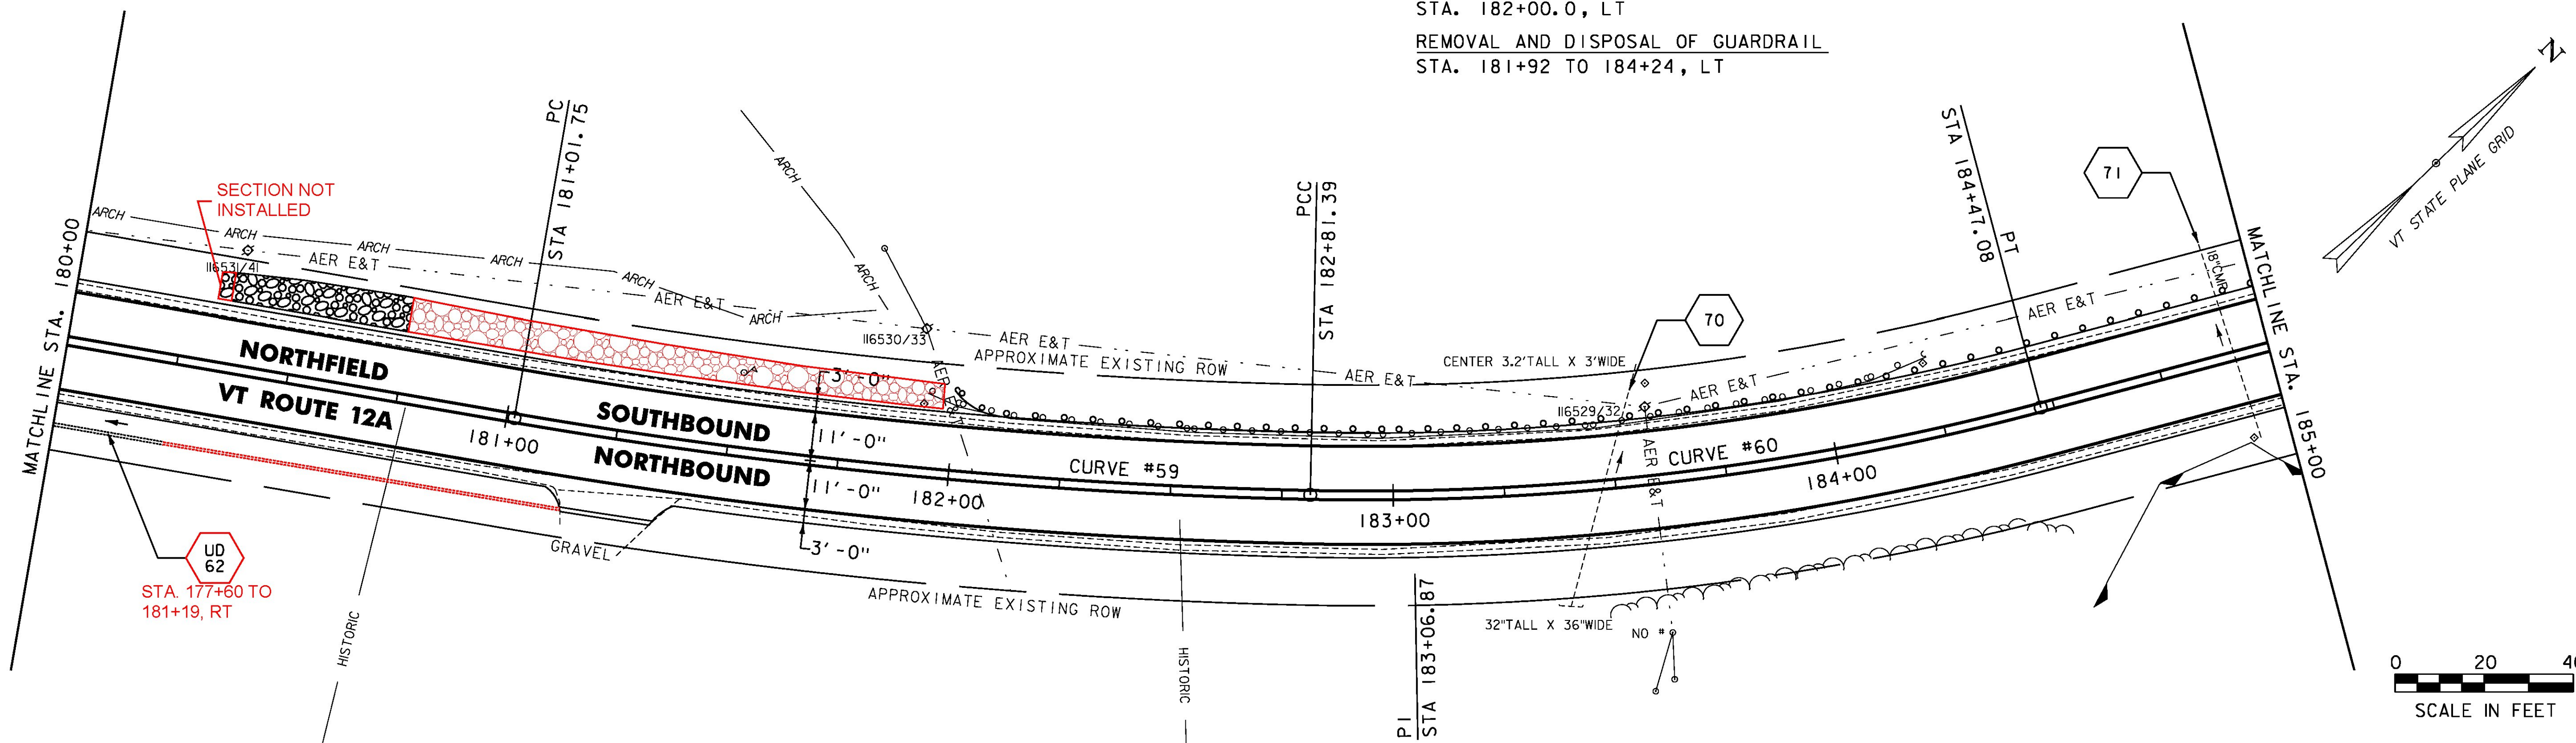 STA. 182+00.0, LT
REMOVAL AND DISPOSAL OF GUARDRAIL
STA. 181+92 TO 184+24, LT
N
VT STATE PLANE GRID
PC
STA 181+01.75
ARCH
PCC
STA 182+81.39
STA 184+47.08
PT
71
SECTION NOT
INSTALLED
ARCH
ARCH
ARCH
ARCH
ARCH
ARCH
ARCH
116531/41
AER E&T
AER E&T
116530/33
AER E&T
APPROXIMATE EXISTING ROW
AER E&T
AER E&T
CENTER 3.2'TALL X 3'WIDE
70
116529/32
AER E&T
AER E&T
AER E&T
18"CMP
MATCHLINE STA. 180+00
MATCHLINE STA. 185+00
NORTHFIELD
VT ROUTE 12A
SOUTHBOUND
NORTHBOUND
181+00
3'-0"
11'-0"
11'-0"
3'-0"
182+00
CURVE #59
183+00
CURVE #60
184+00
GRAVEL
UD
62
STA. 177+60 TO
181+19, RT
HISTORIC
APPROXIMATE EXISTING ROW
HISTORIC
PI
STA 183+06.87
32"TALL X 36"WIDE
NO #
0 20
SCALE IN FEET